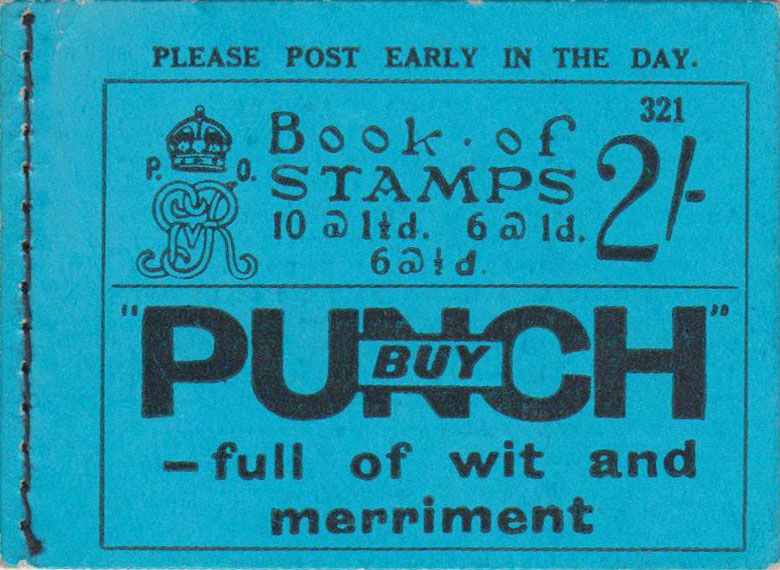 PLEASE POST EARLY IN THE DAY.
321
P. O.
Book · of
STAMPS 2/-
10 @ 1½d. 6 @ 1d.
6 @ ½d.
"PUNCH"
BUY
– full of wit and
merriment